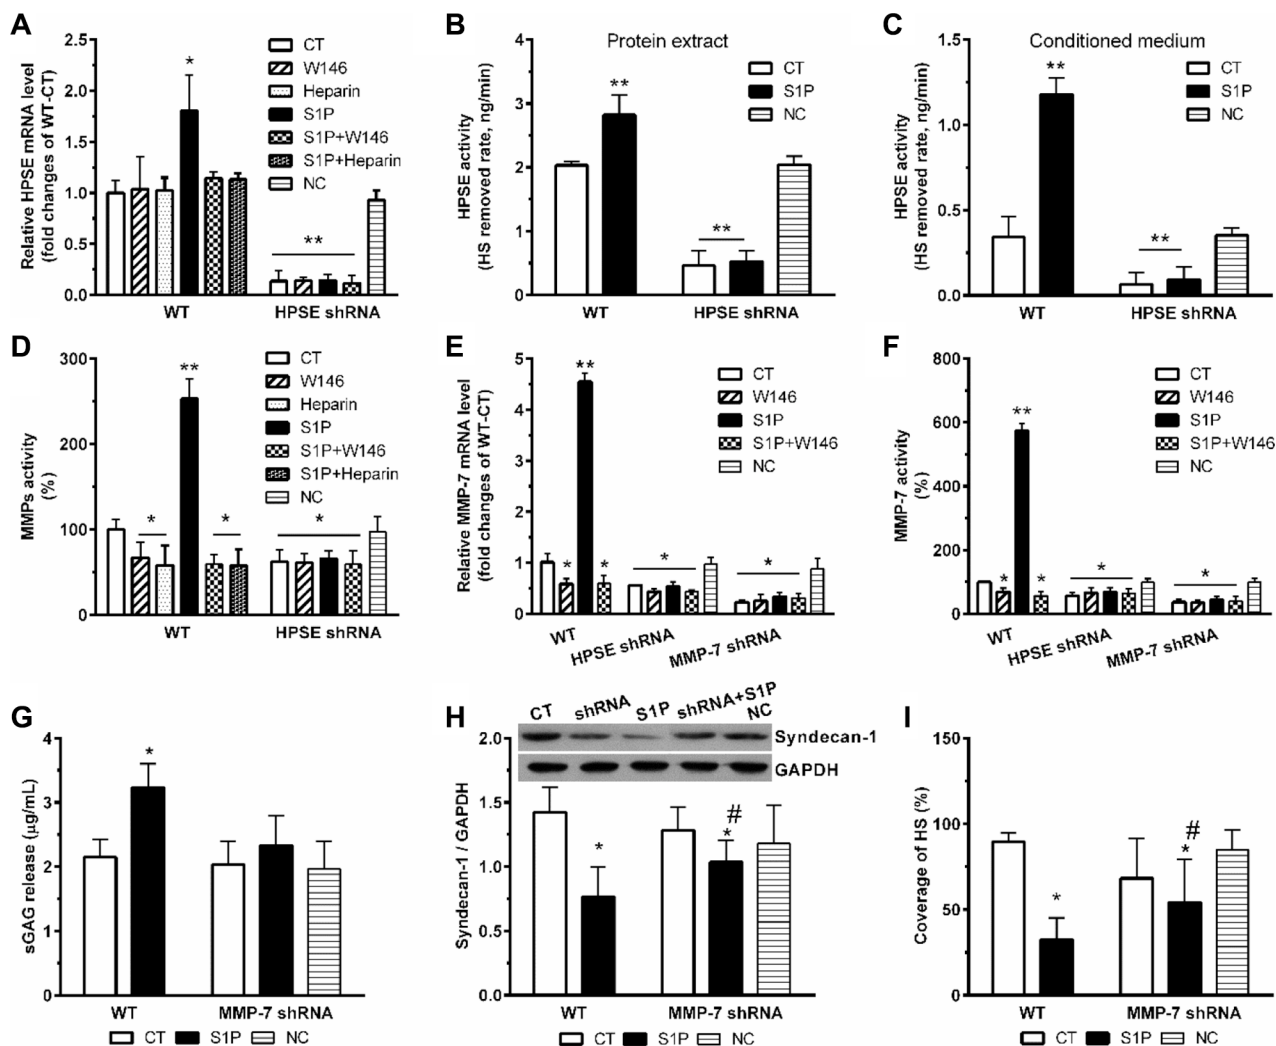 A
Relative HPSE mRNA level
(fold changes of WT-CT)
2.5
2.0
1.5
1.0
0.5
0.0
*
**
CT
W146
Heparin
S1P
S1P+W146
S1P+Heparin
NC
WT
HPSE shRNA
B
Protein extract
HPSE activity
(HS removed rate, ng/min)
4
3
2
1
0
**
**
CT
S1P
NC
WT
HPSE shRNA
C
Conditioned medium
HPSE activity
(HS removed rate, ng/min)
1.5
1.0
0.5
0.0
**
**
CT
S1P
NC
WT
HPSE shRNA
D
MMPs activity
(%)
300
200
100
0
*
**
*
*
CT
W146
Heparin
S1P
S1P+W146
S1P+Heparin
NC
WT
HPSE shRNA
E
Relative MMP-7 mRNA level
(fold changes of WT-CT)
5
4
3
2
1
0
*
**
*
*
*
CT
W146
S1P
S1P+W146
NC
WT
HPSE shRNA
MMP-7 shRNA
F
MMP-7 activity
(%)
800
600
400
200
0
*
**
*
*
*
CT
W146
S1P
S1P+W146
NC
WT
HPSE shRNA
MMP-7 shRNA
G
sGAG release (μg/mL)
4
3
2
1
0
*
WT
MMP-7 shRNA
CT S1P NC
H
CT shRNA S1P shRNA+S1P NC
Syndecan-1
GAPDH
Syndecan-1 / GAPDH
2.0
1.5
1.0
0.5
0.0
*
#
*
WT
MMP-7 shRNA
CT S1P NC
I
Coverage of HS (%)
150
100
50
0
*
#
*
WT
MMP-7 shRNA
CT S1P NC